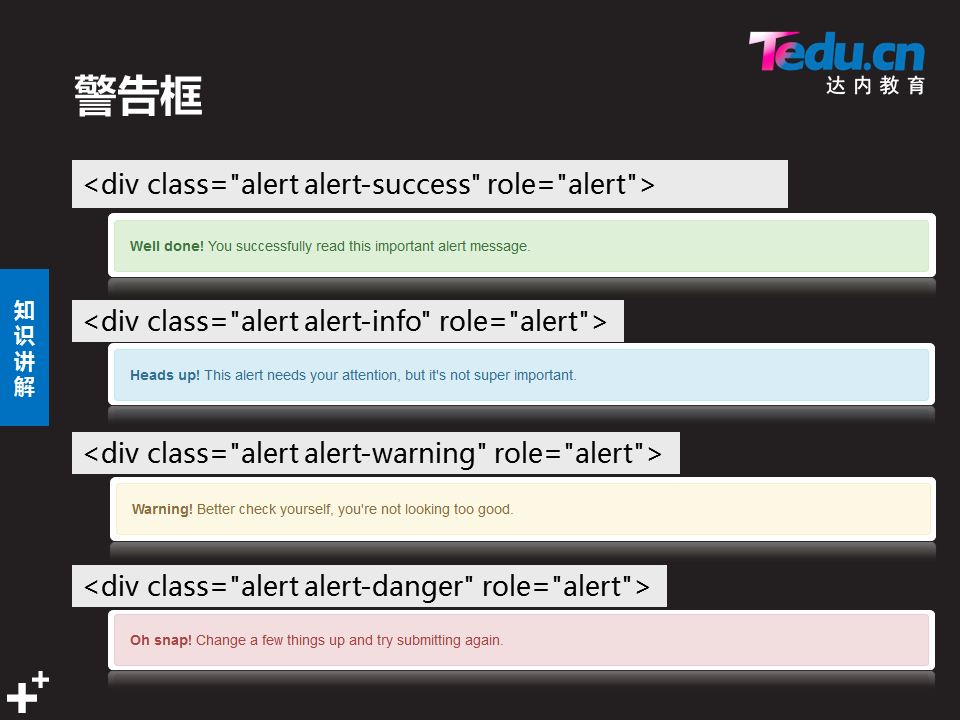 Tedu.cn
达内教育
警告框
<div class="alert alert-success" role="alert">
Well done! You successfully read this important alert message.
<div class="alert alert-info" role="alert">
Heads up! This alert needs your attention, but it's not super important.
<div class="alert alert-warning" role="alert">
Warning! Better check yourself, you're not looking too good.
<div class="alert alert-danger" role="alert">
Oh snap! Change a few things up and try submitting again.
知识讲解